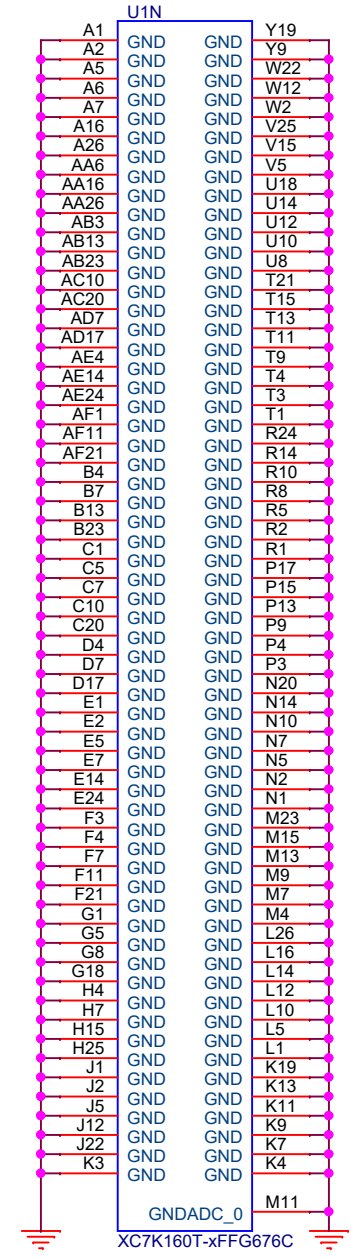 U1N
A1 GND GND Y19
A2 GND GND Y9
A5 GND GND W22
A6 GND GND W12
A7 GND GND W2
A16 GND GND V25
A26 GND GND V15
AA6 GND GND V5
AA16 GND GND U18
AA26 GND GND U14
AB3 GND GND U12
AB13 GND GND U10
AB23 GND GND U8
AC10 GND GND T21
AC20 GND GND T15
AD7 GND GND T13
AD17 GND GND T11
AE4 GND GND T9
AE14 GND GND T4
AE24 GND GND T3
AF1 GND GND T1
AF11 GND GND R24
AF21 GND GND R14
B4 GND GND R10
B7 GND GND R8
B13 GND GND R5
B23 GND GND R2
C1 GND GND R1
C5 GND GND P17
C7 GND GND P15
C10 GND GND P13
C20 GND GND P9
D4 GND GND P4
D7 GND GND P3
D17 GND GND N20
E1 GND GND N14
E2 GND GND N10
E5 GND GND N7
E7 GND GND N5
E14 GND GND N2
E24 GND GND N1
F3 GND GND M23
F4 GND GND M15
F7 GND GND M13
F11 GND GND M9
F21 GND GND M7
G1 GND GND M4
G5 GND GND L26
G8 GND GND L16
G18 GND GND L14
H4 GND GND L12
H7 GND GND L10
H15 GND GND L5
H25 GND GND L1
J1 GND GND K19
J2 GND GND K13
J5 GND GND K11
J12 GND GND K9
J22 GND GND K7
K3 GND GND K4
GNDADC_0 M11
XC7K160T-xFFG676C